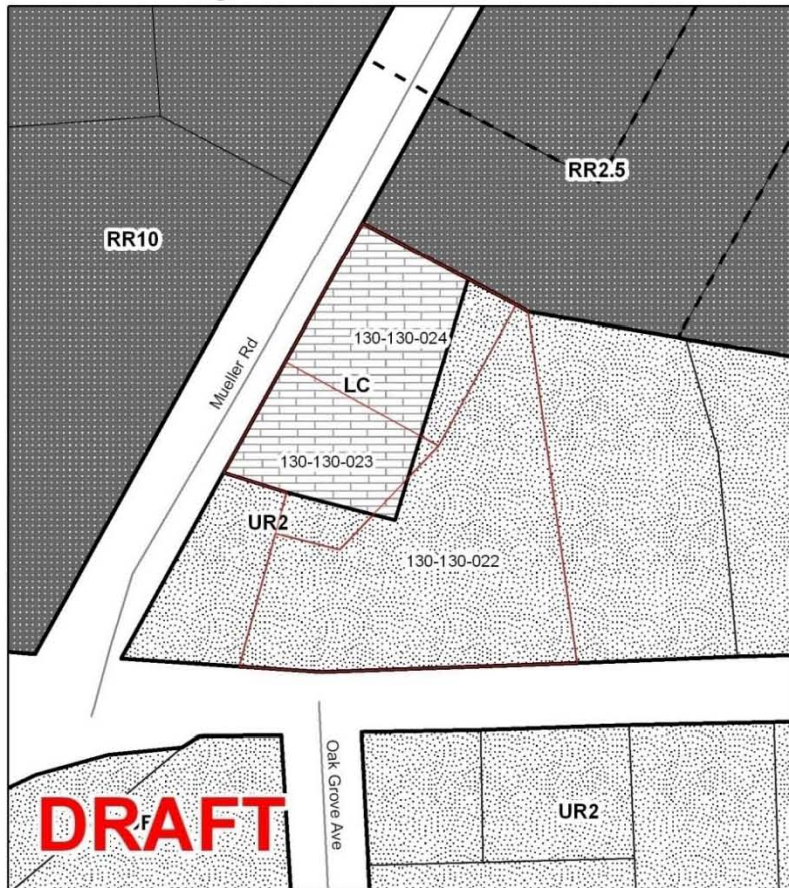 RR2.5
RR10
130-130-024
Mueller Rd
LC
130-130-023
UR2
130-130-022
Oak Grove Ave
DRAFT
UR2